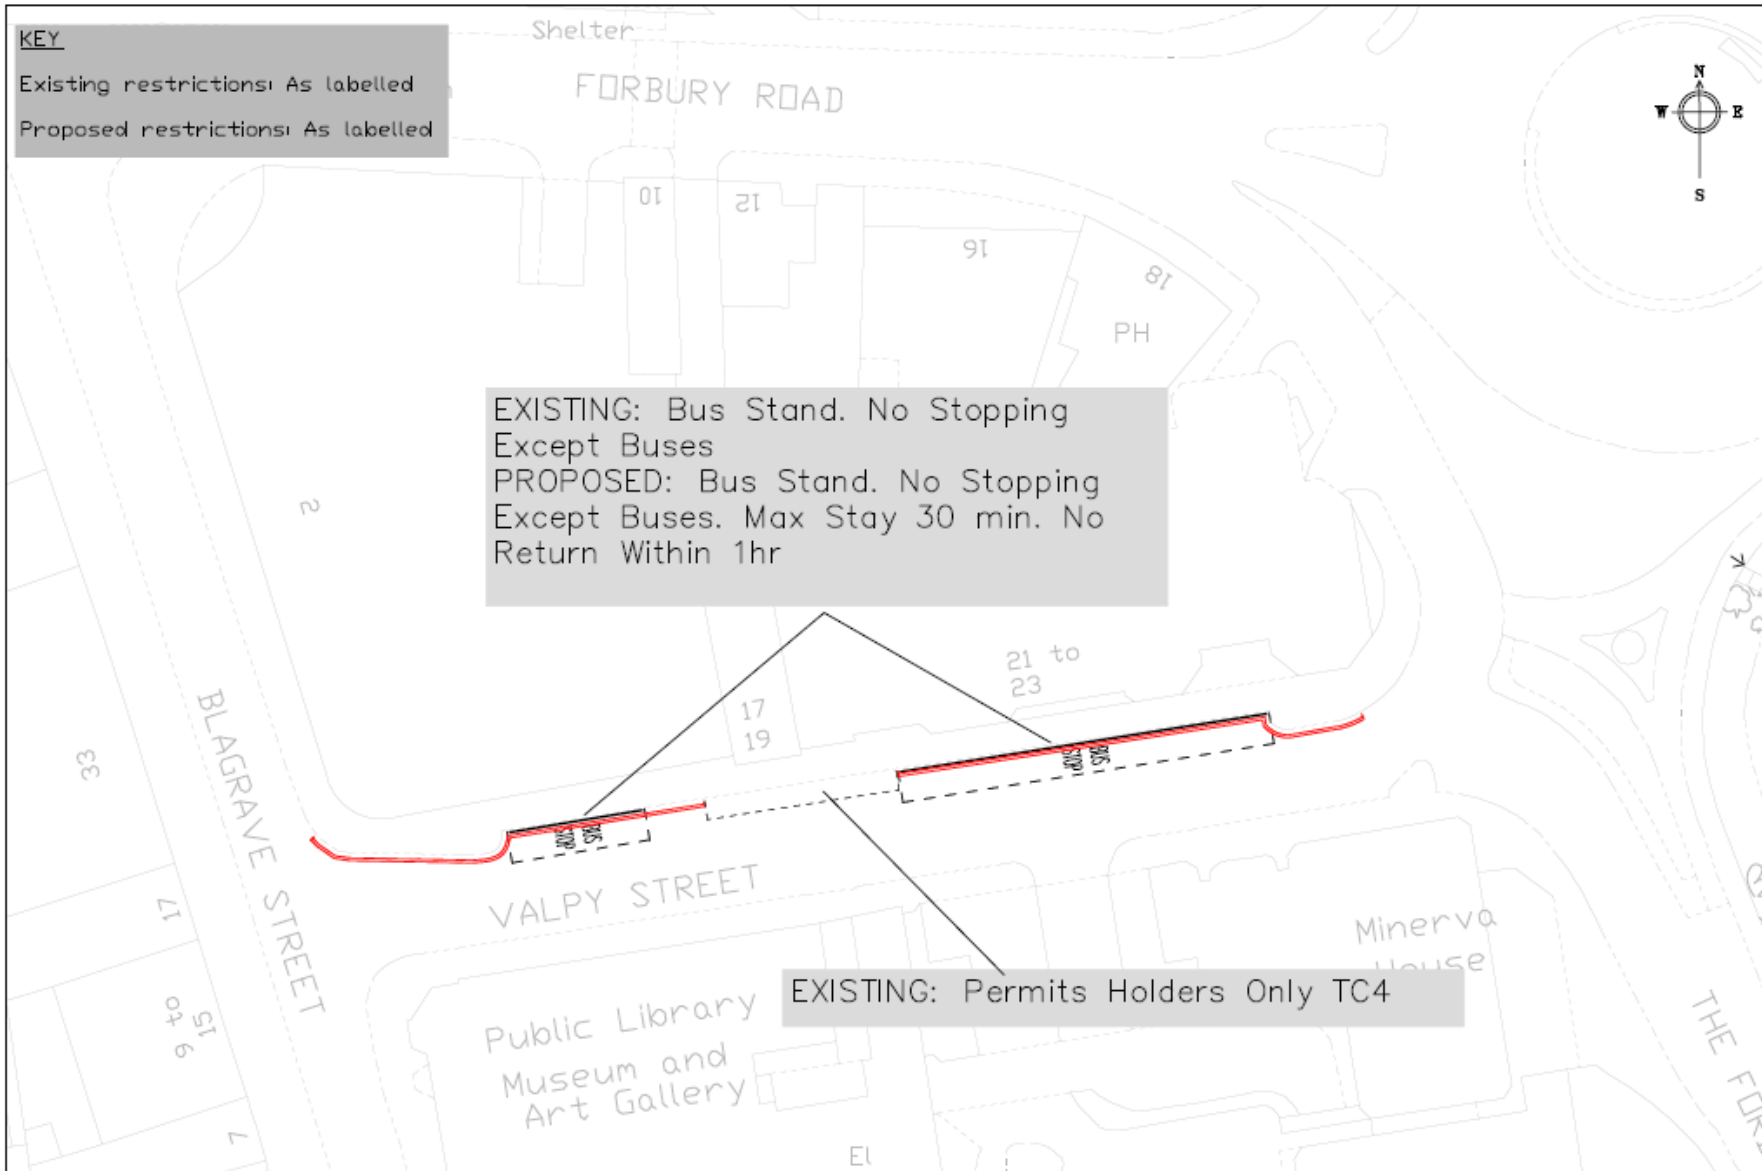 KEY
Existing restrictions: As labelled
Proposed restrictions: As labelled
Shelter
FORBURY ROAD
N
W E
S
10
12
16
18
PH
EXISTING: Bus Stand. No Stopping
Except Buses
PROPOSED: Bus Stand. No Stopping
Except Buses. Max Stay 30 min. No
Return Within 1hr
2
21 to
23
17
19
BUS
STOP
BUS
STOP
33
BLAGRAVE STREET
VALPY STREET
17
15
to
9
7
Minerva
House
EXISTING: Permits Holders Only TC4
Public Library
Museum and
Art Gallery
El
THE